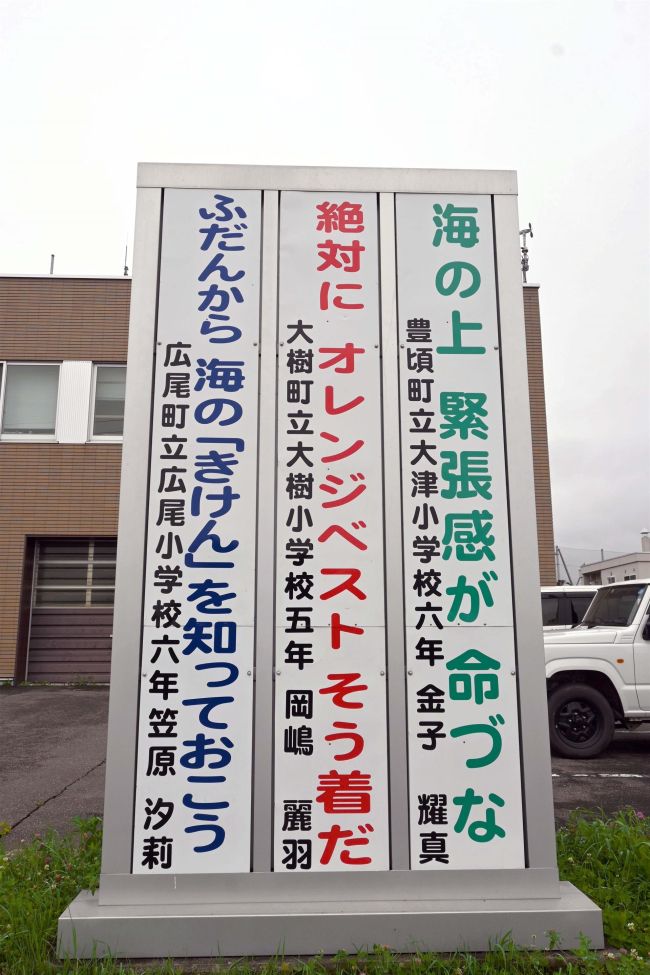 海の上 緊張感が 命づな
豊頃町立大津小学校六年 金子 耀真
絶対に オレンジベスト そう着だ
大樹町立大樹小学校五年 岡嶋 麗羽
ふだんから 海の「きけん」を知っておこう
広尾町立広尾小学校六年 笠原 汐莉